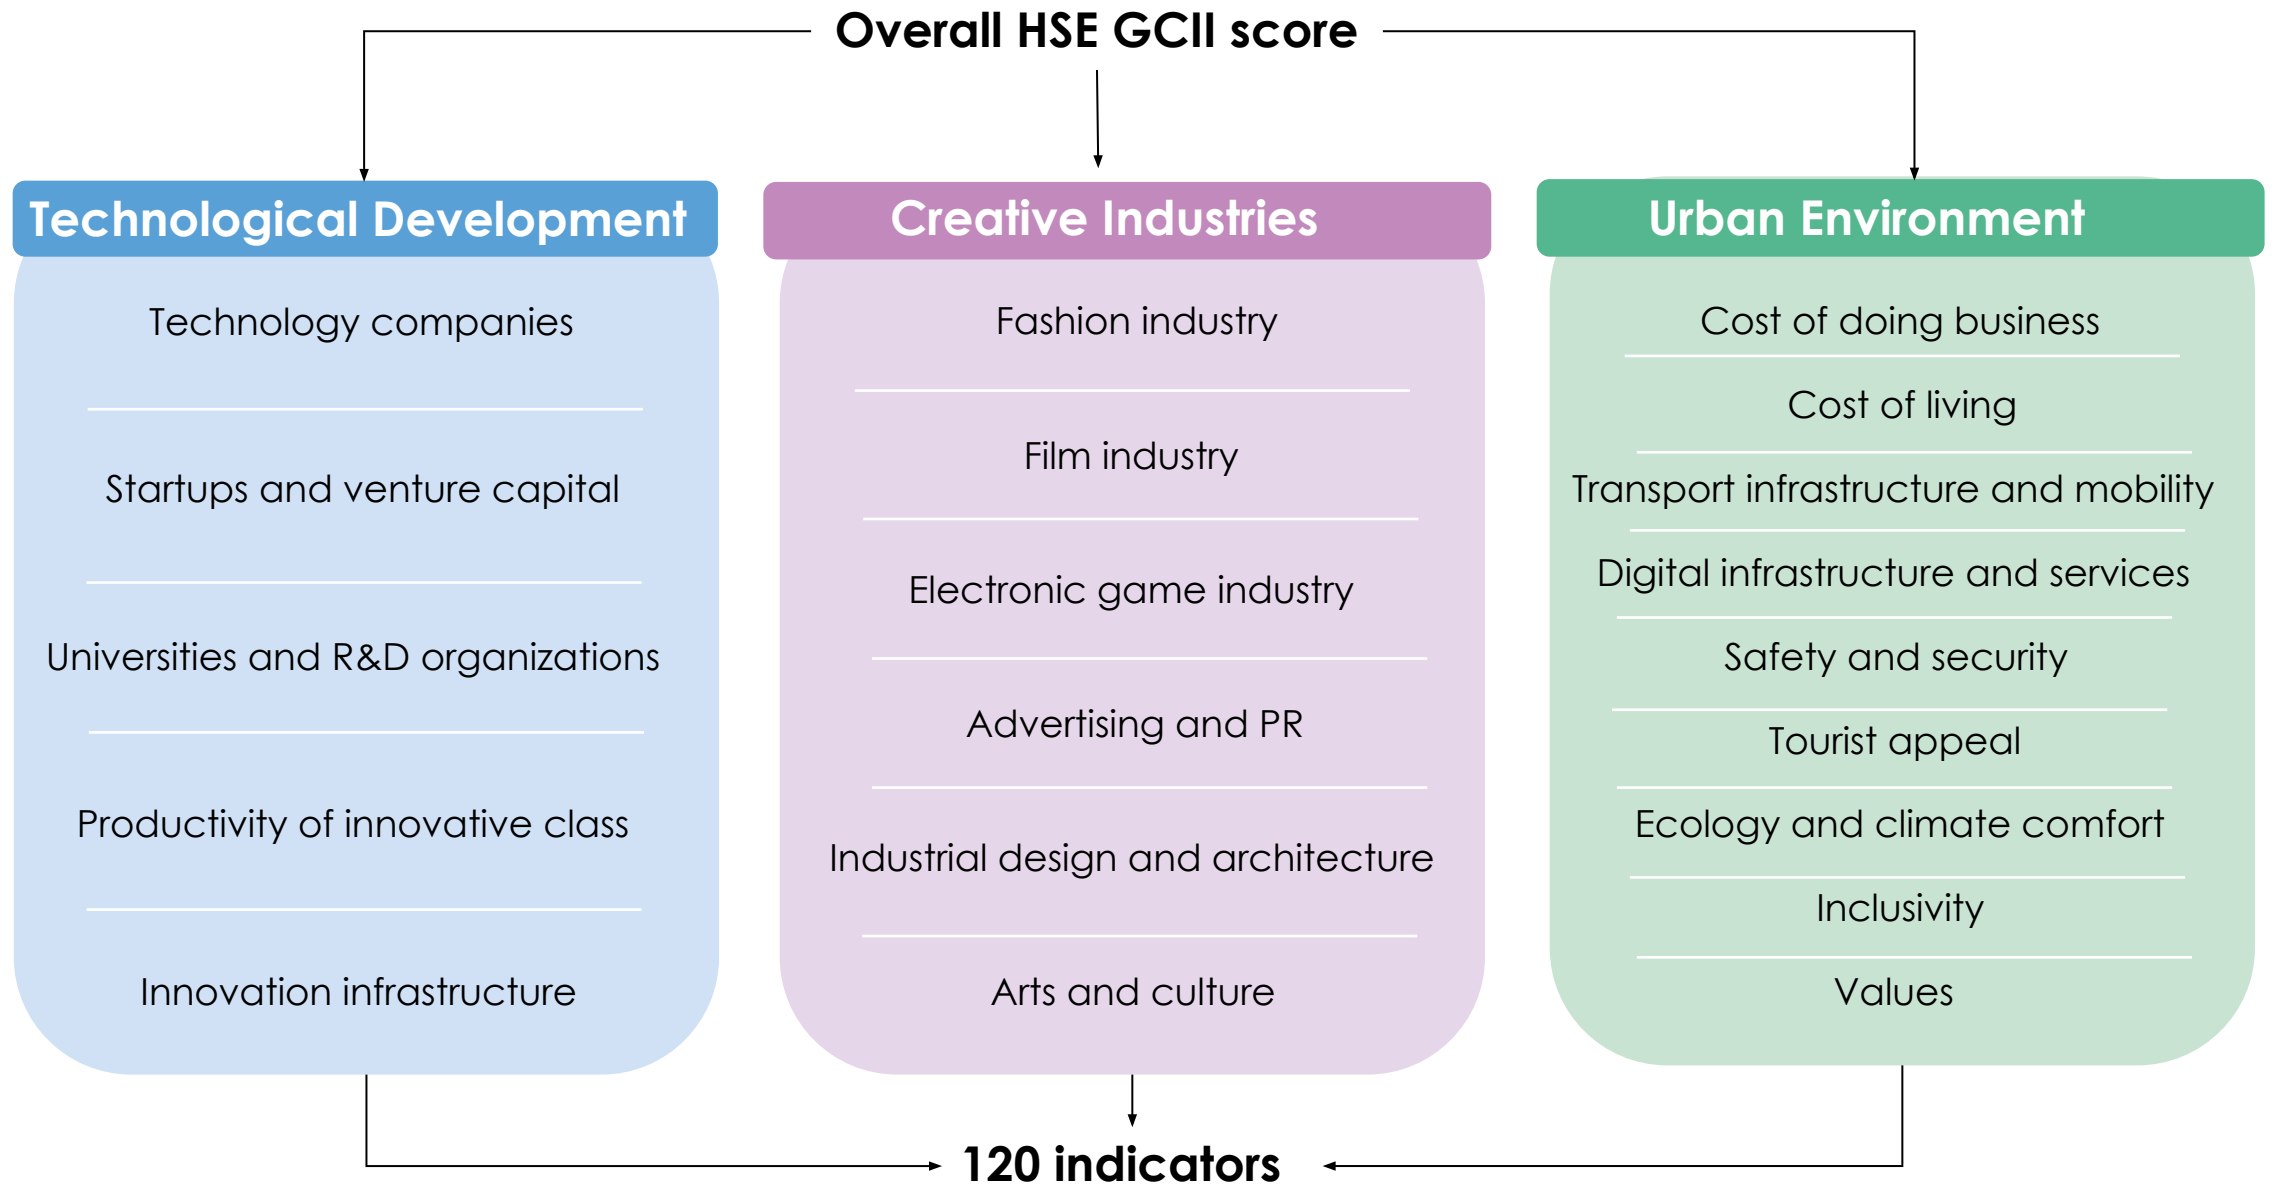 Overall HSE GCII score
Technological Development
Technology companies
Startups and venture capital
Universities and R&D organizations
Productivity of innovative class
Innovation infrastructure
Creative Industries
Fashion industry
Film industry
Electronic game industry
Advertising and PR
Industrial design and architecture
Arts and culture
Urban Environment
Cost of doing business
Cost of living
Transport infrastructure and mobility
Digital infrastructure and services
Safety and security
Tourist appeal
Ecology and climate comfort
Inclusivity
Values
120 indicators